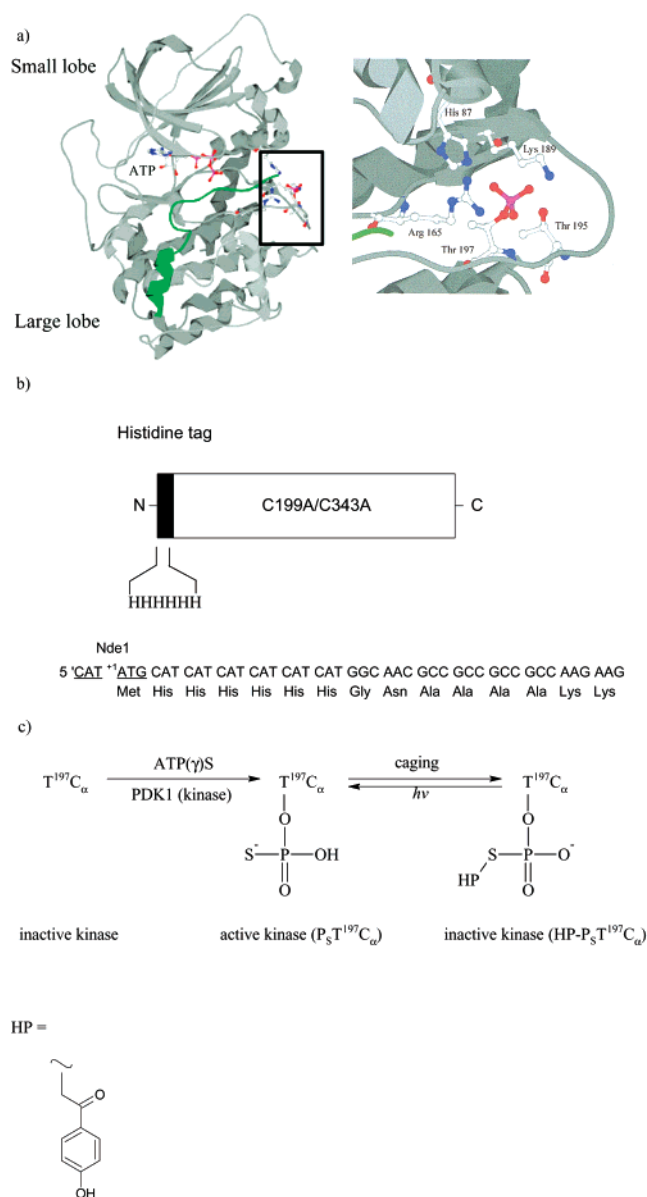 a)
Small lobe
ATP
Large lobe
His 87
Lys 189
Arg 165
Thr 195
Thr 197
b)
Histidine tag
N
C199A/C343A
C
HHHHHH
Nde1
5 'CAT +1ATG CAT CAT CAT CAT CAT CAT GGC AAC GCC GCC GCC GCC AAG AAG
Met His His His His His His Gly Asn Ala Ala Ala Ala Lys Lys
c)
T197Cα
ATP(γ)S
PDK1 (kinase)
T197Cα
caging
hν
T197Cα
O
S- P OH
O
O
S P O-
HP
O
inactive kinase
active kinase (PST197Cα)
inactive kinase (HP-PST197Cα)
HP =
O
OH